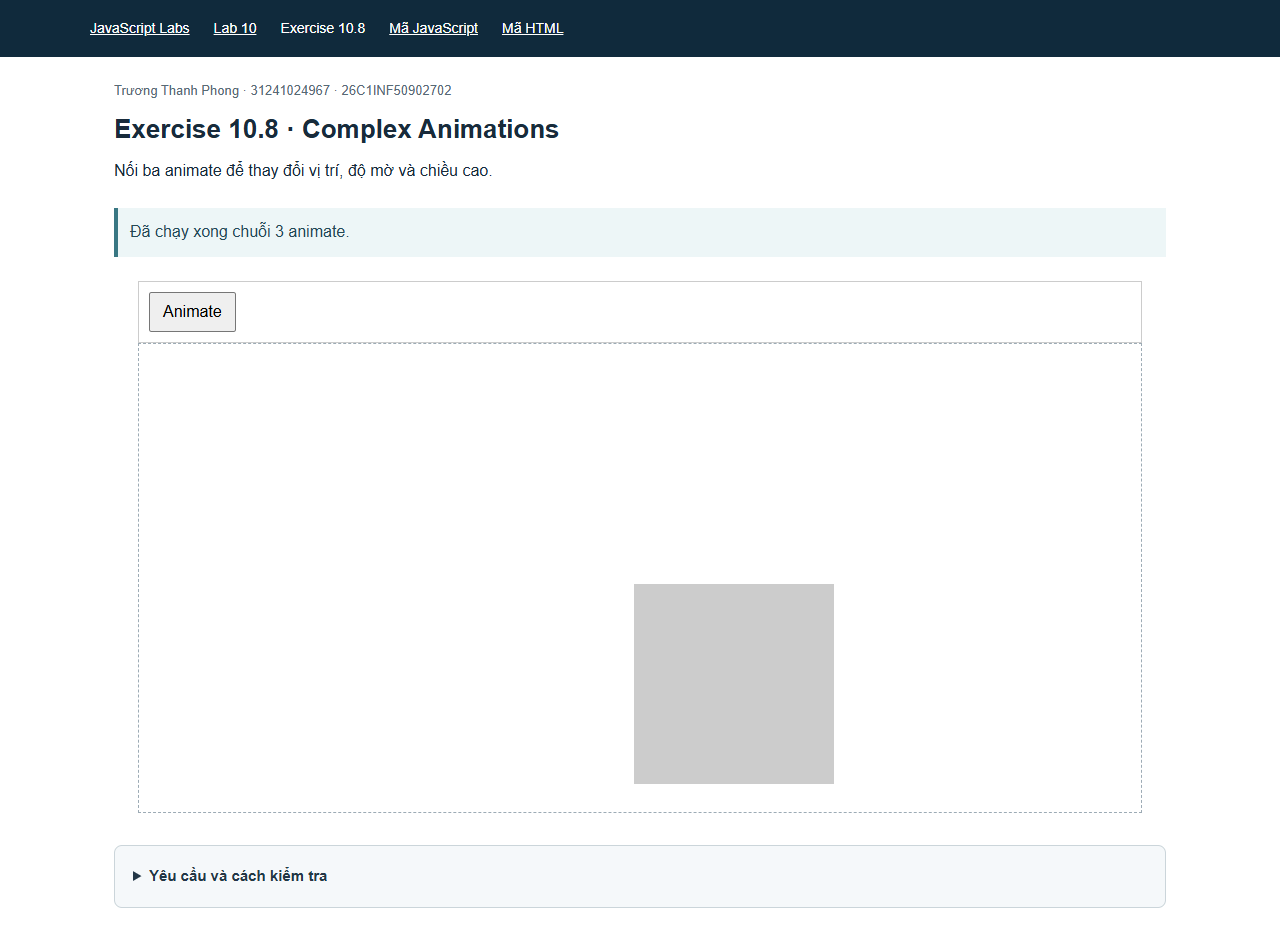 JavaScript Labs Lab 10 Exercise 10.8 Mã JavaScript Mã HTML
Trương Thanh Phong · 31241024967 · 26C1INF50902702
Exercise 10.8 · Complex Animations
Nối ba animate để thay đổi vị trí, độ mờ và chiều cao.
Đã chạy xong chuỗi 3 animate.
Animate
Yêu cầu và cách kiểm tra